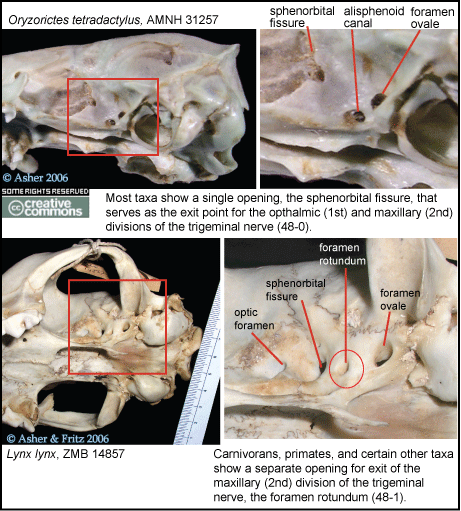 Oryzorictes tetradactylus, AMNH 31257
sphenorbital
fissure
alisphenoid
canal
foramen
ovale
© Asher 2006
SOME RIGHTS RESERVED
cc creative
commons
Most taxa show a single opening, the sphenorbital fissure, that
serves as the exit point for the opthalmic (1st) and maxillary (2nd)
divisions of the trigeminal nerve (48-0).
foramen
rotundum
sphenorbital
fissure
foramen
ovale
optic
foramen
© Asher & Fritz 2006
Lynx lynx, ZMB 14857
Carnivorans, primates, and certain other taxa
show a separate opening for exit of the
maxillary (2nd) division of the trigeminal
nerve, the foramen rotundum (48-1).